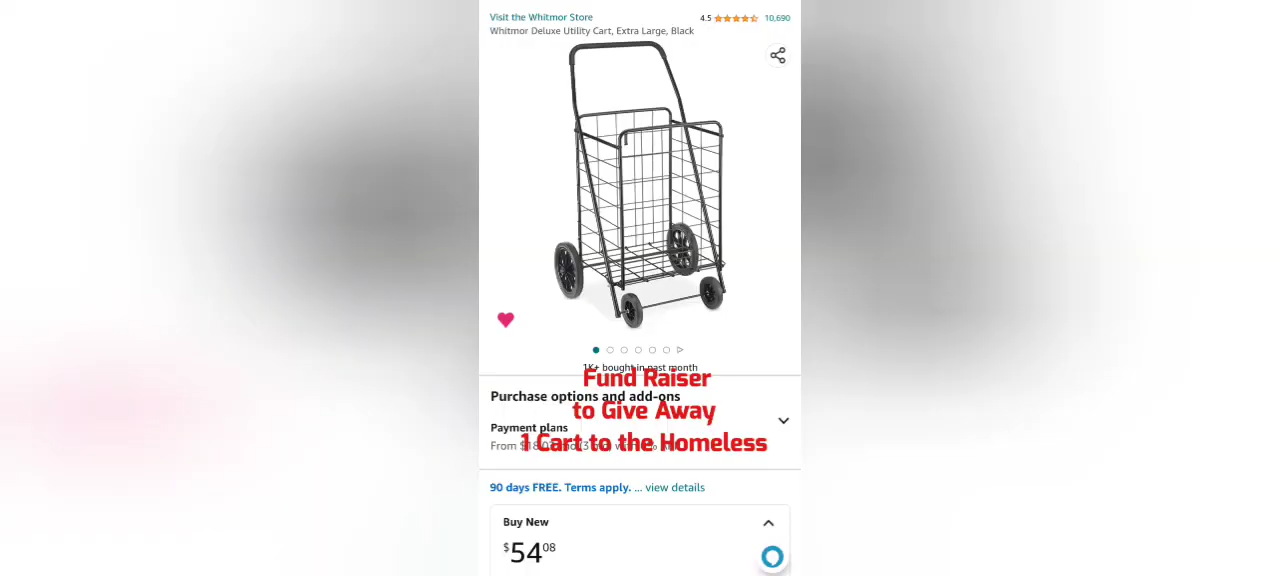 Visit the Whitmor Store 4.5 10,690
Whitmor Deluxe Utility Cart, Extra Large, Black
1K+ bought in past month
Fund Raiser
Purchase options and add-ons
to Give Away
Payment plans
1 Cart to the Homeless
From
90 days FREE. Terms apply. ... view details
Buy New
$54 08